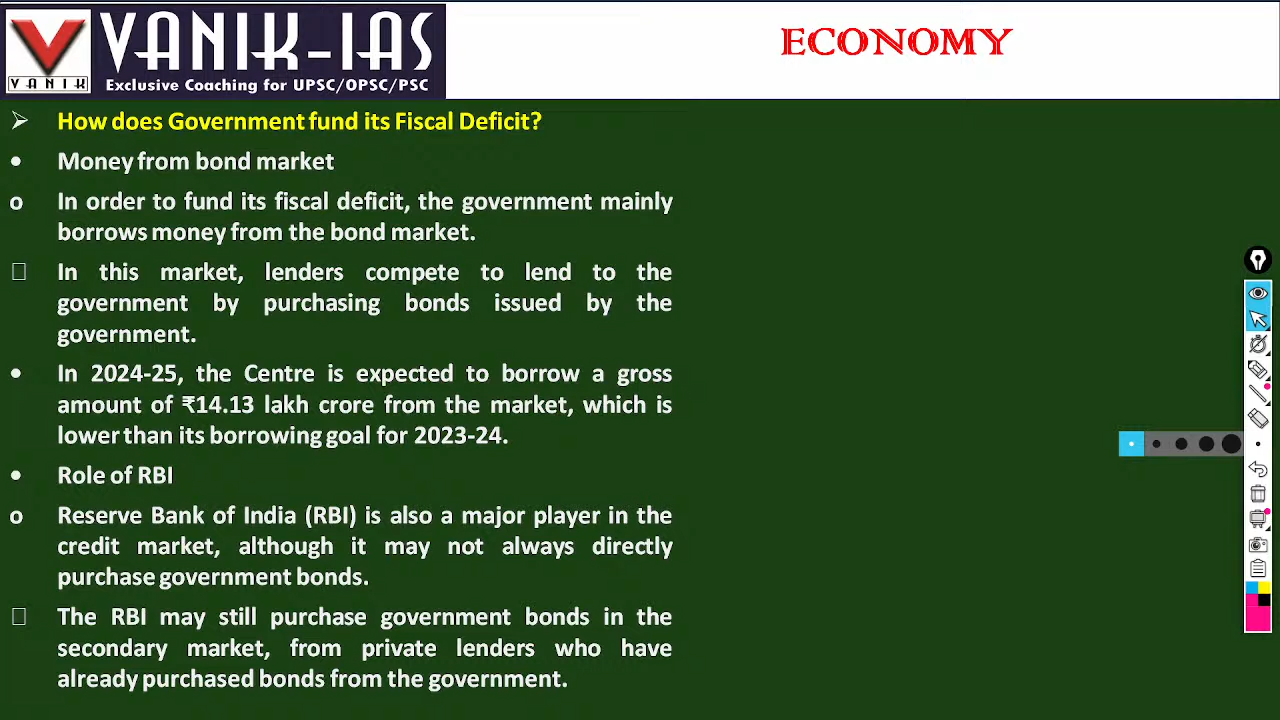 VANIK-IAS
VANIK
Exclusive Coaching for UPSC/OPSC/PSC
ECONOMY
➢ How does Government fund its Fiscal Deficit?
• Money from bond market
o In order to fund its fiscal deficit, the government mainly
borrows money from the bond market.
□ In this market, lenders compete to lend to the
government by purchasing bonds issued by the
government.
• In 2024-25, the Centre is expected to borrow a gross
amount of ₹14.13 lakh crore from the market, which is
lower than its borrowing goal for 2023-24.
• Role of RBI
o Reserve Bank of India (RBI) is also a major player in the
credit market, although it may not always directly
purchase government bonds.
□ The RBI may still purchase government bonds in the
secondary market, from private lenders who have
already purchased bonds from the government.